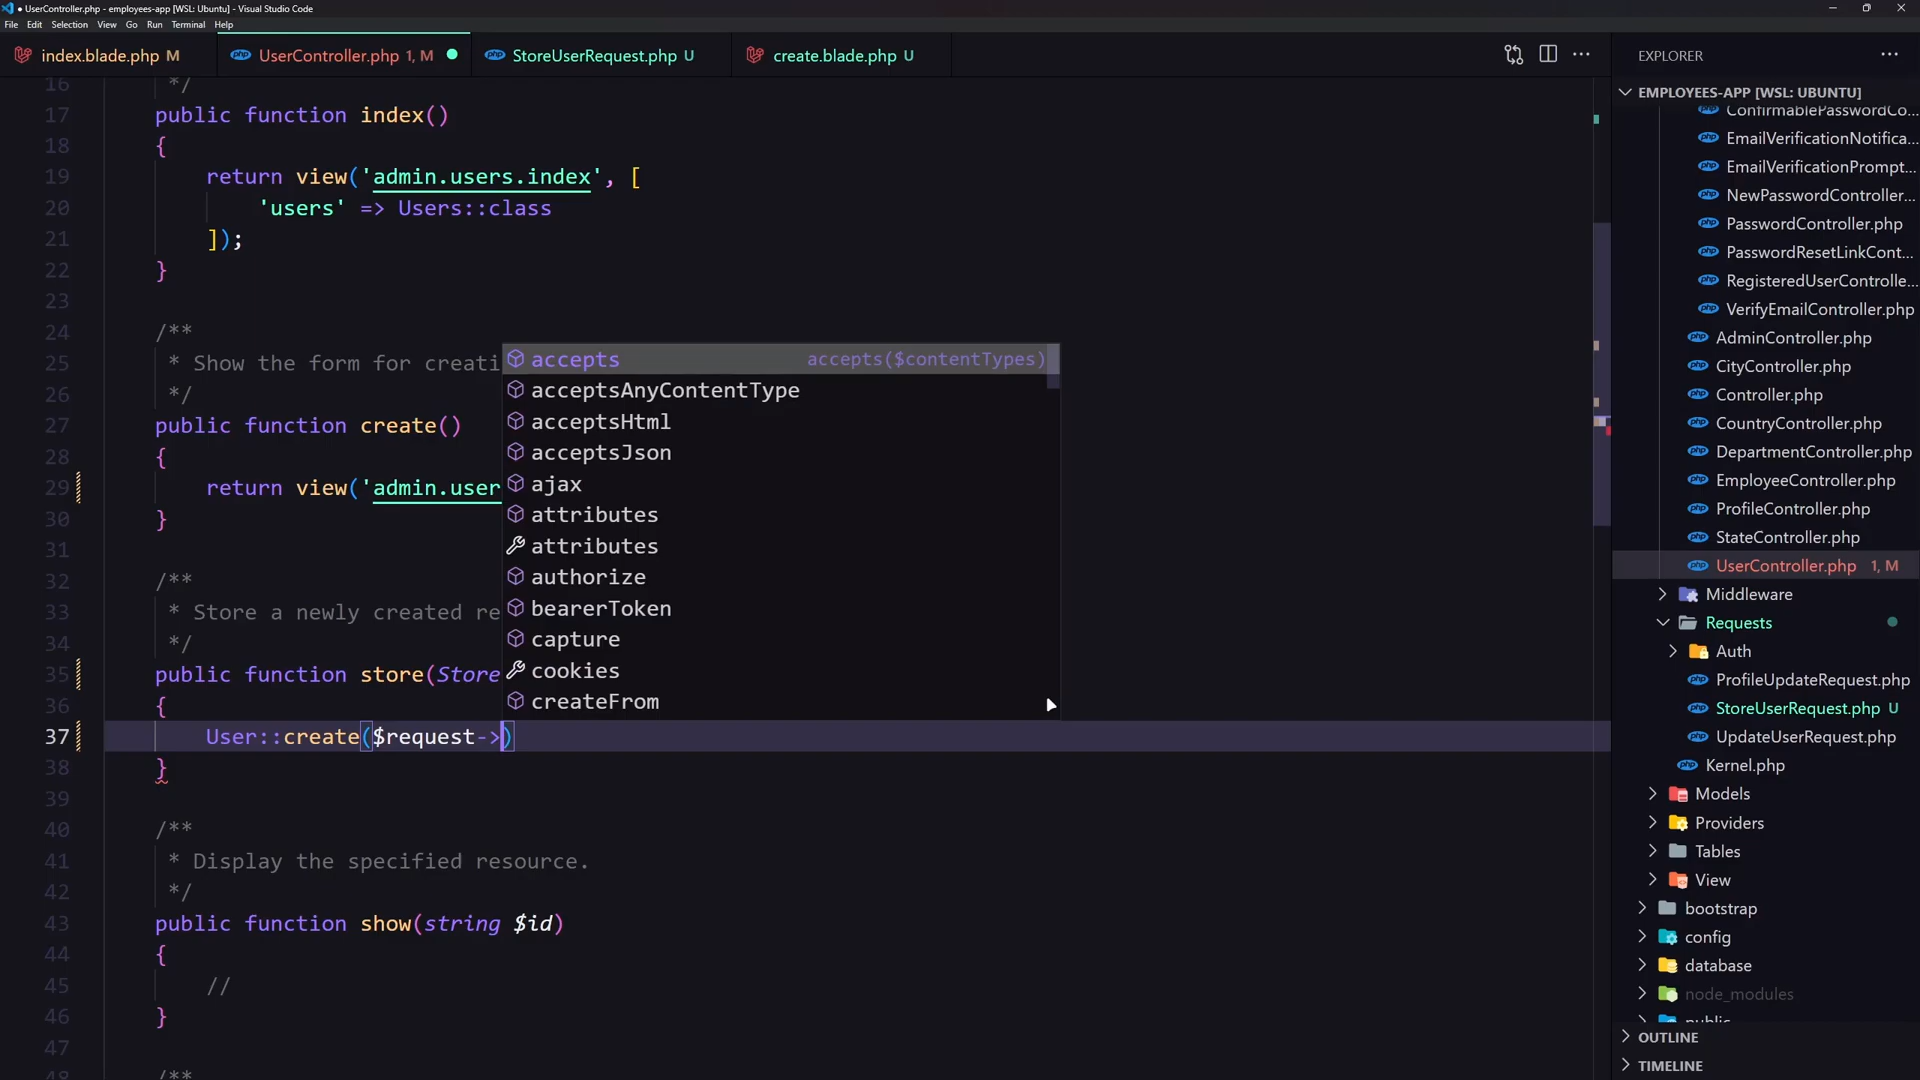 ● UserController.php - employees-app [WSL: Ubuntu] - Visual Studio Code
File Edit Selection View Go Run Terminal Help
index.blade.php M
UserController.php 1, M
StoreUserRequest.php U
create.blade.php U
16 */
17 public function index()
18 {
19 return view('admin.users.index', [
20 'users' => Users::class
21 ]);
22 }
23
24 /**
25 * Show the form for creati
26 */
27 public function create()
28 {
29 return view('admin.user
30 }
31
32 /**
33 * Store a newly created re
34 */
35 public function store(Store
36 {
37 User::create($request->)
38 }
39
40 /**
41 * Display the specified resource.
42 */
43 public function show(string $id)
44 {
45 //
46 }
47
48 /**
accepts accepts($contentTypes)
acceptsAnyContentType
acceptsHtml
acceptsJson
ajax
attributes
attributes
authorize
bearerToken
capture
cookies
createFrom
EXPLORER
EMPLOYEES-APP [WSL: UBUNTU]
ConfirmablePasswordCo...
EmailVerificationNotifica...
EmailVerificationPrompt...
NewPasswordController...
PasswordController.php
PasswordResetLinkCont...
RegisteredUserControlle...
VerifyEmailController.php
AdminController.php
CityController.php
Controller.php
CountryController.php
DepartmentController.php
EmployeeController.php
ProfileController.php
StateController.php
UserController.php 1, M
Middleware
Requests
Auth
ProfileUpdateRequest.php
StoreUserRequest.php U
UpdateUserRequest.php
Kernel.php
Models
Providers
Tables
View
bootstrap
config
database
node_modules
public
OUTLINE
TIMELINE